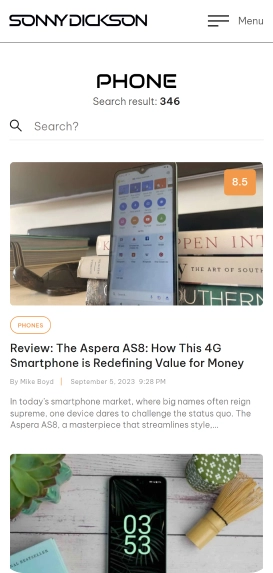 SONNYDICKSON
Menu
PHONE
Search result: 346
Search?
8.5
PPEN INT
THE ART OF SOUTH
UTHERN
PHONES
Review: The Aspera AS8: How This 4G
Smartphone is Redefining Value for Money
By Mike Boyd | September 5, 2023 9:28 PM
In today's smartphone market, where big names often reign
supreme, one device dares to challenge the status quo. The
Aspera AS8, a masterpiece that streamlines style,...
03
53
BESTSELLER